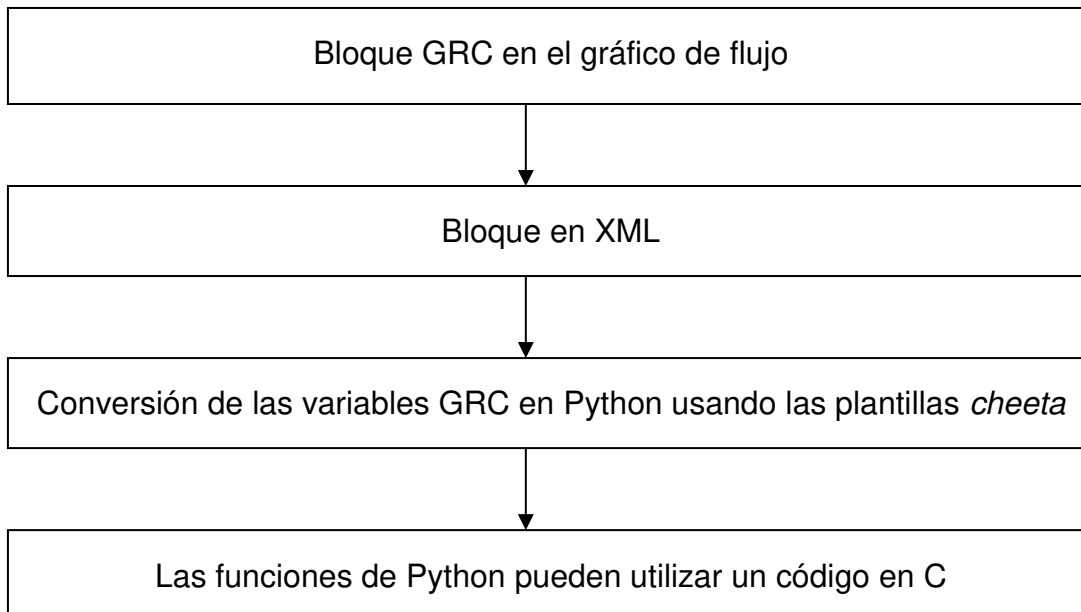 Bloque GRC en el gráfico de flujo
Bloque en XML
Conversión de las variables GRC en Python usando las plantillas cheeta
Las funciones de Python pueden utilizar un código en C